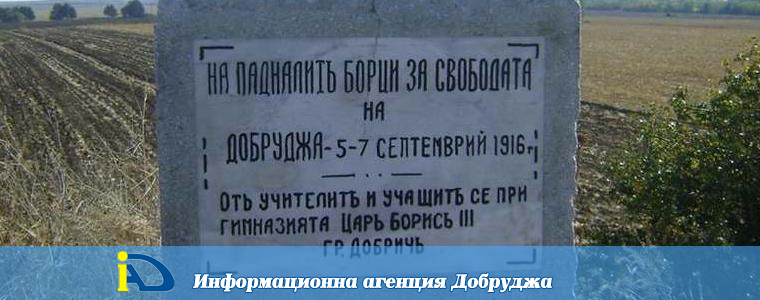 НА ПАДНАЛИТѢ БОРЦИ ЗА СВОБОДАТА
НА
ДОБРУДЖА - 5-7 СЕПТЕМВРИЙ 1916 г.
ОТЪ УЧИТЕЛИТѢ И УЧАЩИТѢ СЕ ПРИ
ГИМНАЗИЯТА ЦАРЬ БОРИСЪ III
ГР. ДОБРИЧЪ
iAD Информационна агенция Добруджа